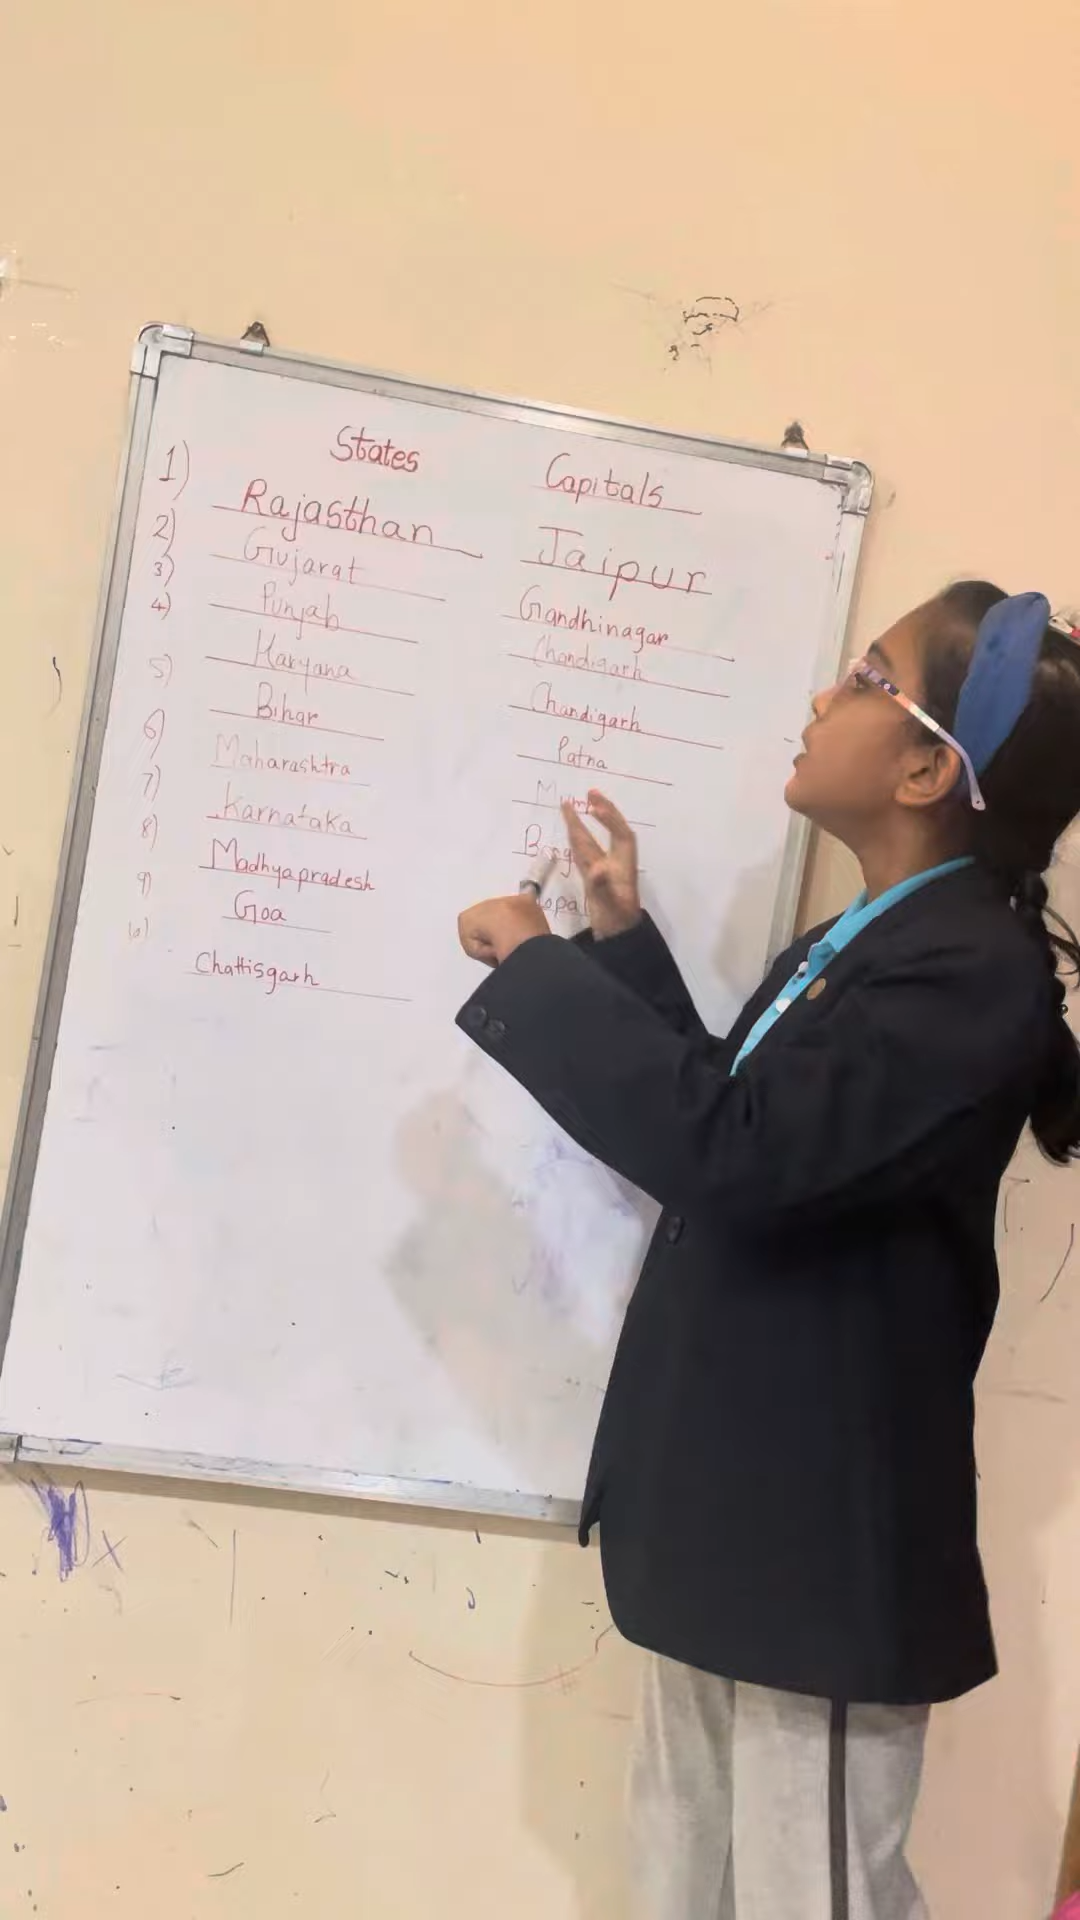 States Capitals
1) Rajasthan Jaipur
2) Gujarat Gandhinagar
3) Punjab Chandigarh
4) Haryana Chandigarh
5) Bihar Patna
6) Maharashtra
7) Karnataka
8) Madhyapradesh
9) Goa
10) Chattisgarh